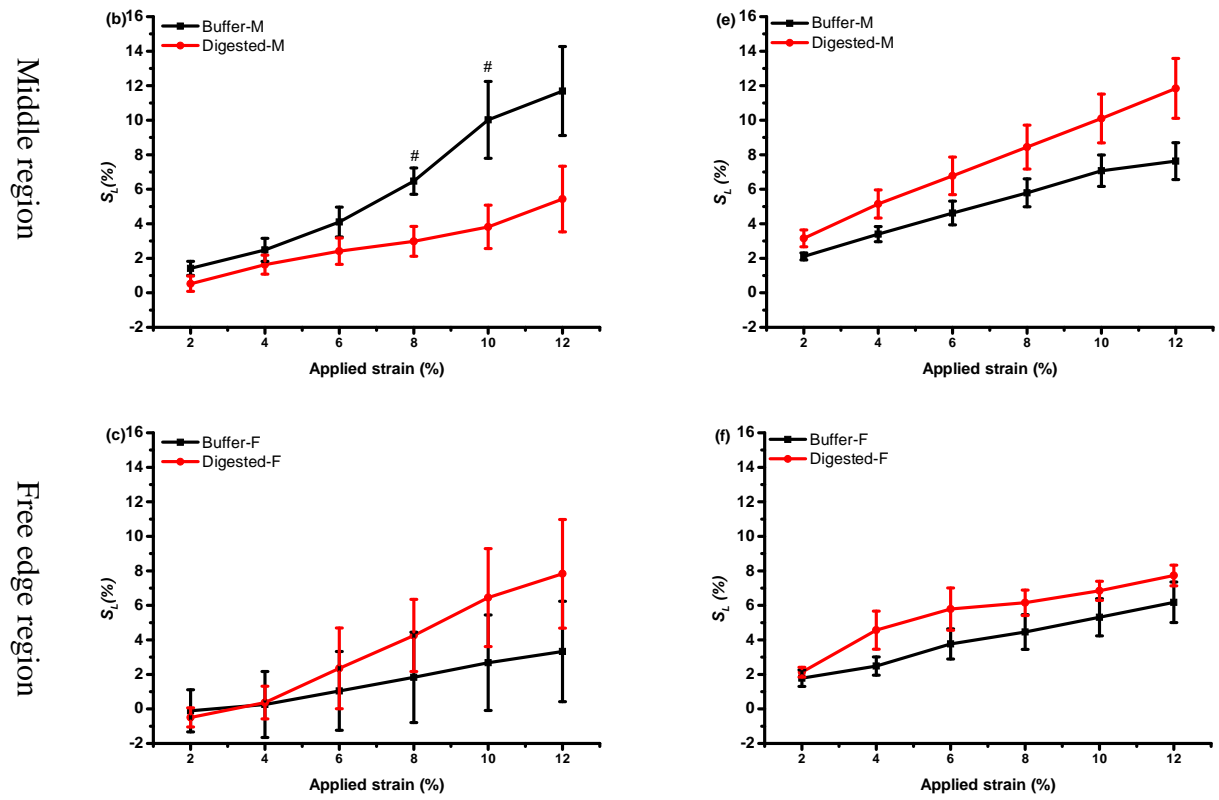 Middle region
(b)
Buffer-M
Digested-M
16
14
12
10
8
6
4
2
0
-2
S_L(%)
#
#
2 4 6 8 10 12
Applied strain (%)
(e)
Buffer-M
Digested-M
16
14
12
10
8
6
4
2
0
-2
S_L(%)
2 4 6 8 10 12
Applied strain (%)
Free edge region
(c)
Buffer-F
Digested-F
16
14
12
10
8
6
4
2
0
-2
S_L(%)
2 4 6 8 10 12
Applied strain (%)
(f)
Buffer-F
Digested-F
16
14
12
10
8
6
4
2
0
-2
S_L(%)
2 4 6 8 10 12
Applied strain (%)